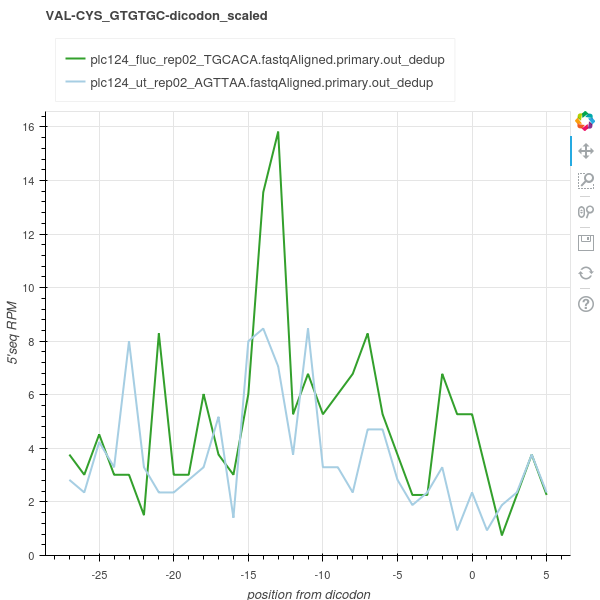 VAL-CYS_GTGTGC-dicodon_scaled
plc124_fluc_rep02_TGCACA.fastqAligned.primary.out_dedup
plc124_ut_rep02_AGTTAA.fastqAligned.primary.out_dedup
16
14
12
10
8
6
4
2
0
5'seq RPM
-25 -20 -15 -10 -5 0 5
position from dicodon